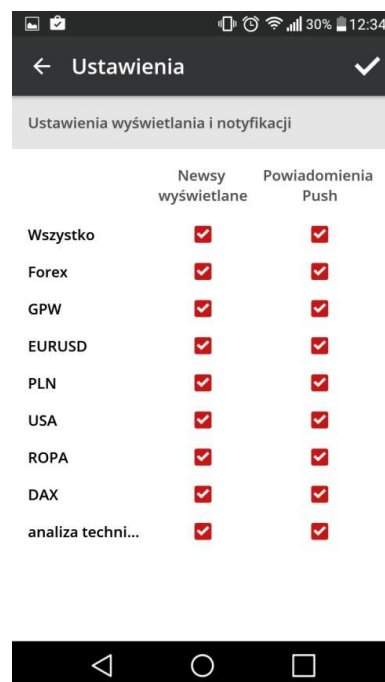 30% 12:34
Ustawienia
Ustawienia wyświetlania i notyfikacji
Newsy wyświetlane
Powiadomienia Push
Wszystko
Forex
GPW
EURUSD
PLN
USA
ROPA
DAX
analiza techni...